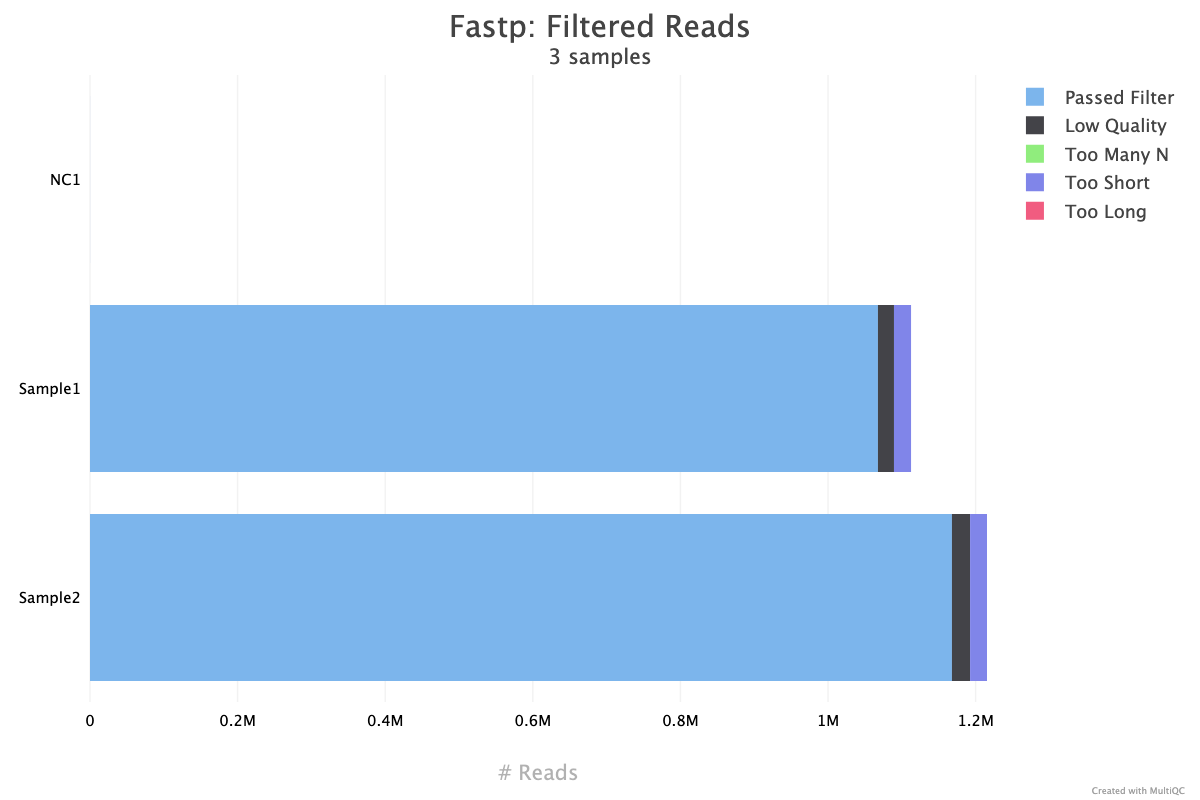 Fastp: Filtered Reads
3 samples
Passed Filter
Low Quality
Too Many N
Too Short
Too Long
NC1
Sample1
Sample2
0 0.2M 0.4M 0.6M 0.8M 1M 1.2M
# Reads
Created with MultiQC